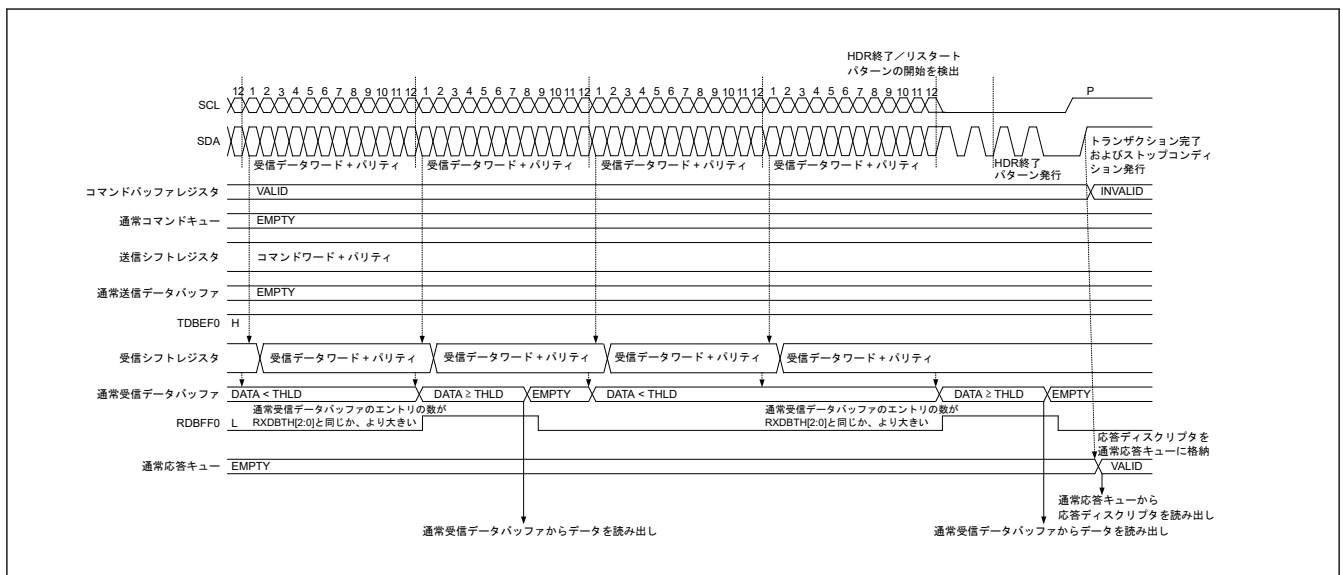 HDR終了／リスタート
パターンの開始を検出
12 1 2 3 4 5 6 7 8 9 10 11 12 1 2 3 4 5 6 7 8 9 10 11 12 1 2 3 4 5 6 7 8 9 10 11 12 1 2 3 4 5 6 7 8 9 10 11 12
P
SCL
SDA
トランザクション完了
およびストップコンディ
ション発行
受信データワード + パリティ 受信データワード + パリティ 受信データワード + パリティ 受信データワード + パリティ
HDR終了
パターン発行
コマンドバッファレジスタ VALID INVALID
通常コマンドキュー EMPTY
送信シフトレジスタ コマンドワード + パリティ
通常送信データバッファ EMPTY
TDBEF0 H
受信シフトレジスタ 受信データワード + パリティ 受信データワード + パリティ 受信データワード + パリティ 受信データワード + パリティ
通常受信データバッファ DATA < THLD DATA ≥ THLD EMPTY DATA < THLD DATA ≥ THLD EMPTY
通常受信データバッファのエントリの数が
RXDBTH[2:0]と同じか、より大きい
通常受信データバッファのエントリの数が
RXDBTH[2:0]と同じか、より大きい
RDBFF0 L
応答ディスクリプタを
通常応答キューに格納
通常応答キュー EMPTY VALID
通常応答キューから
応答ディスクリプタを読み出し
通常受信データバッファからデータを読み出し
通常受信データバッファからデータを読み出し